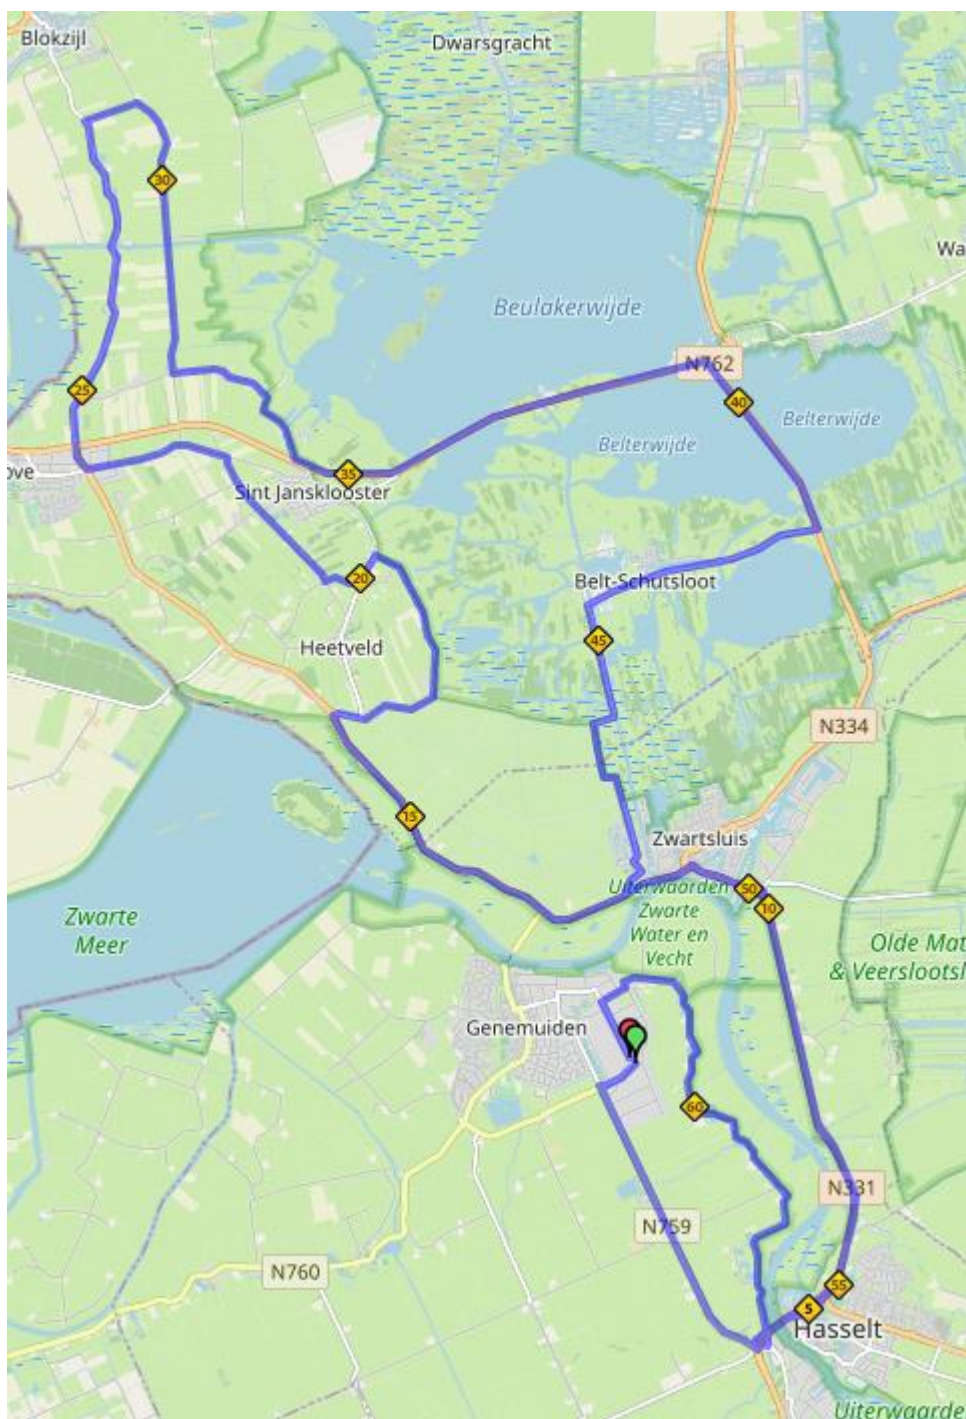 Blokzijl
Dwarsgracht
30
Wa
Beulakerwijde
N762
25
40
Belterwijde
Belterwijde
ove
35
Sint Jansklooster
20
Belt-Schutsloot
Heetveld
45
N334
15
Zwartsluis
50
Uiterwaarden
Zwarte
Water en
Vecht
10
Zwarte
Meer
Olde Mat
& Veerslootsl
Genemuiden
60
N331
N759
N760
55
5
Hasselt
Uiterwaarde